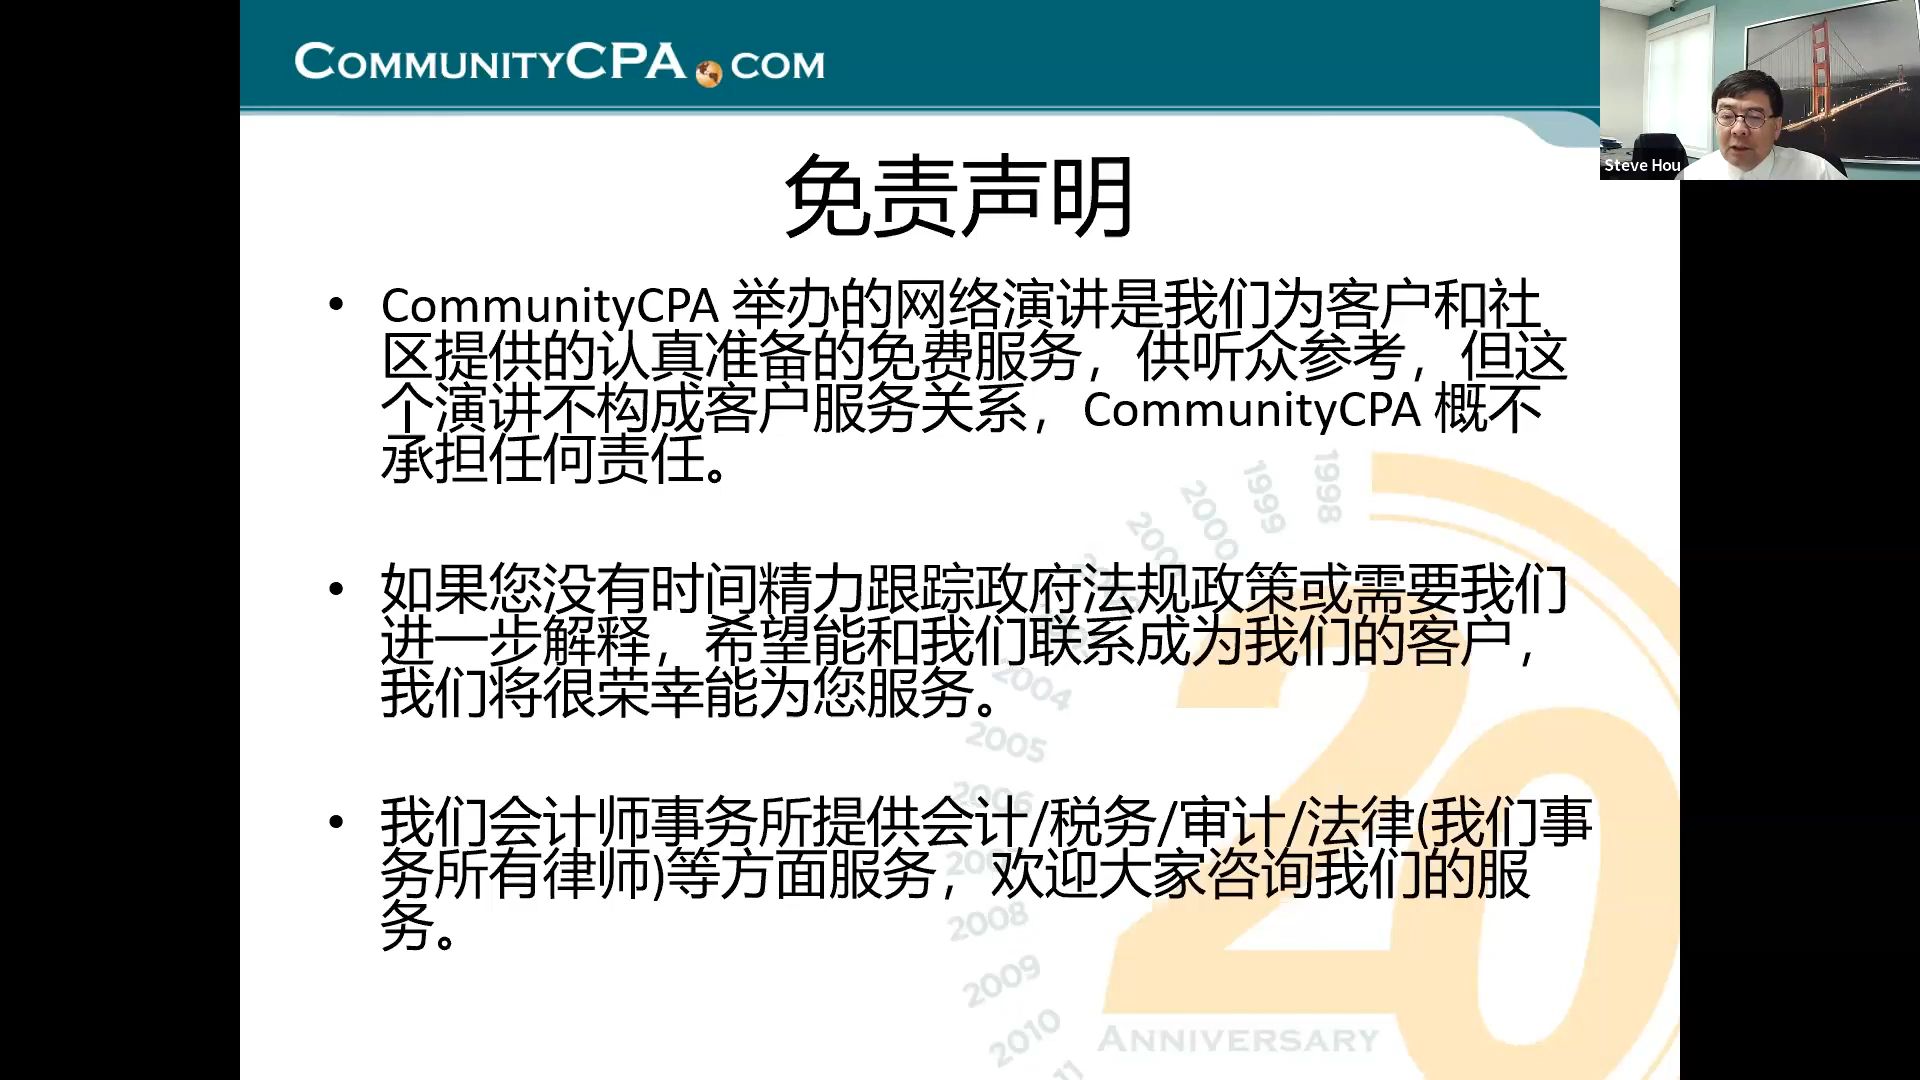 COMMUNITYCPA.COM
Steve Hou
免责声明
• CommunityCPA 举办的网络演讲是我们为客户和社
区提供的认真准备的免费服务，供听众参考，但这
个演讲不构成客户服务关系，CommunityCPA 概不
承担任何责任。
• 如果您没有时间精力跟踪政府法规政策或需要我们
进一步解释，希望能和我们联系成为我们的客户，
我们将很荣幸能为您服务。
• 我们会计师事务所提供会计/税务/审计/法律(我们事
务所有律师)等方面服务，欢迎大家咨询我们的服
务。
1998
1999
2000
2004
2005
2006
2008
2009
2010
20
ANNIVERSARY